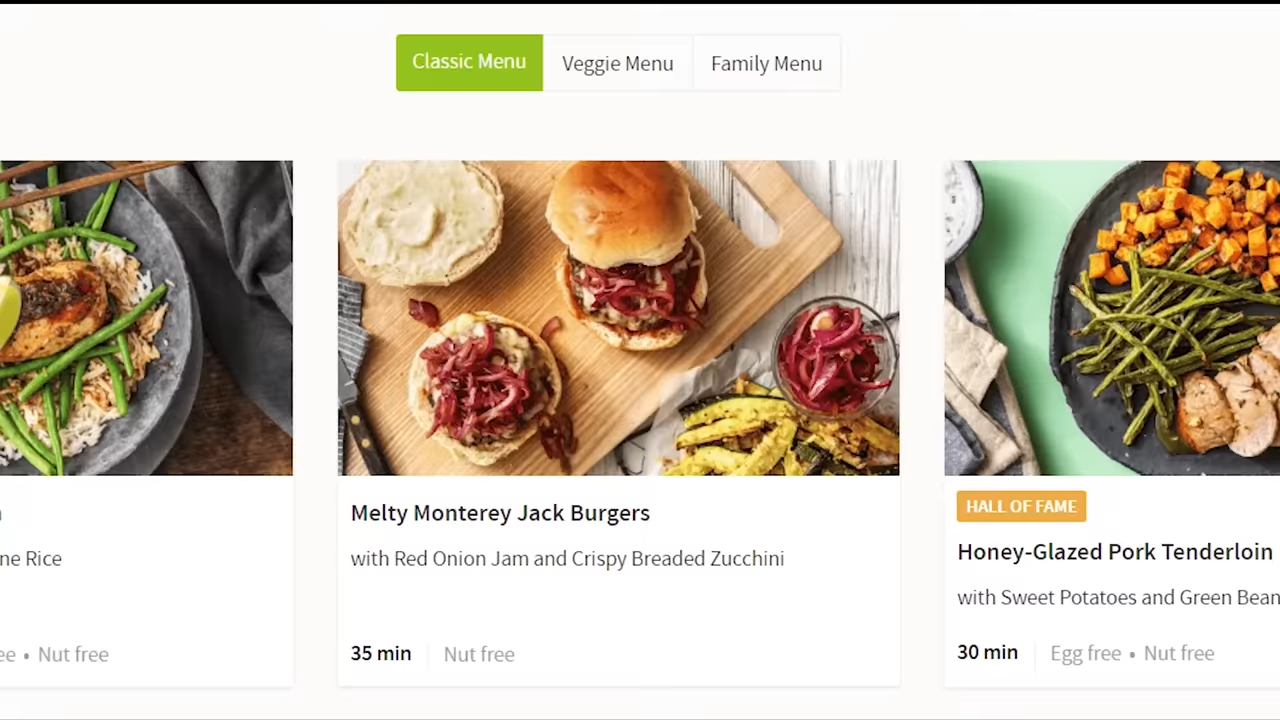 Classic Menu
Veggie Menu
Family Menu
ne Rice
Nut free
Melty Monterey Jack Burgers
with Red Onion Jam and Crispy Breaded Zucchini
35 min
Nut free
HALL OF FAME
Honey-Glazed Pork Tenderloin
with Sweet Potatoes and Green Bean
30 min
Egg free • Nut free